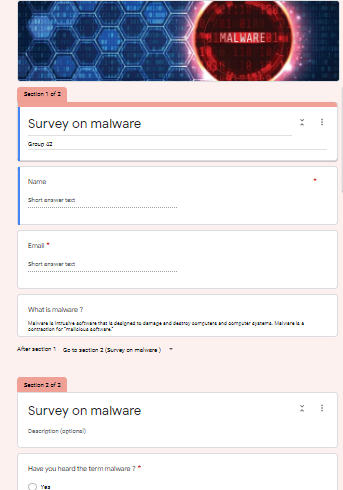 MALWARE
Section 1 of 2
Survey on malware
Group 42
Name *
Short answer text
Email *
Short answer text
What is malware ?
Malware is intrusive software that is designed to damage and destroy computers and computer systems. Malware is a
contraction for "malicious software."
After section 1 Go to section 2 (Survey on malware )
Section 2 of 2
Survey on malware
Description (optional)
Have you heard the term malware ? *
Yes